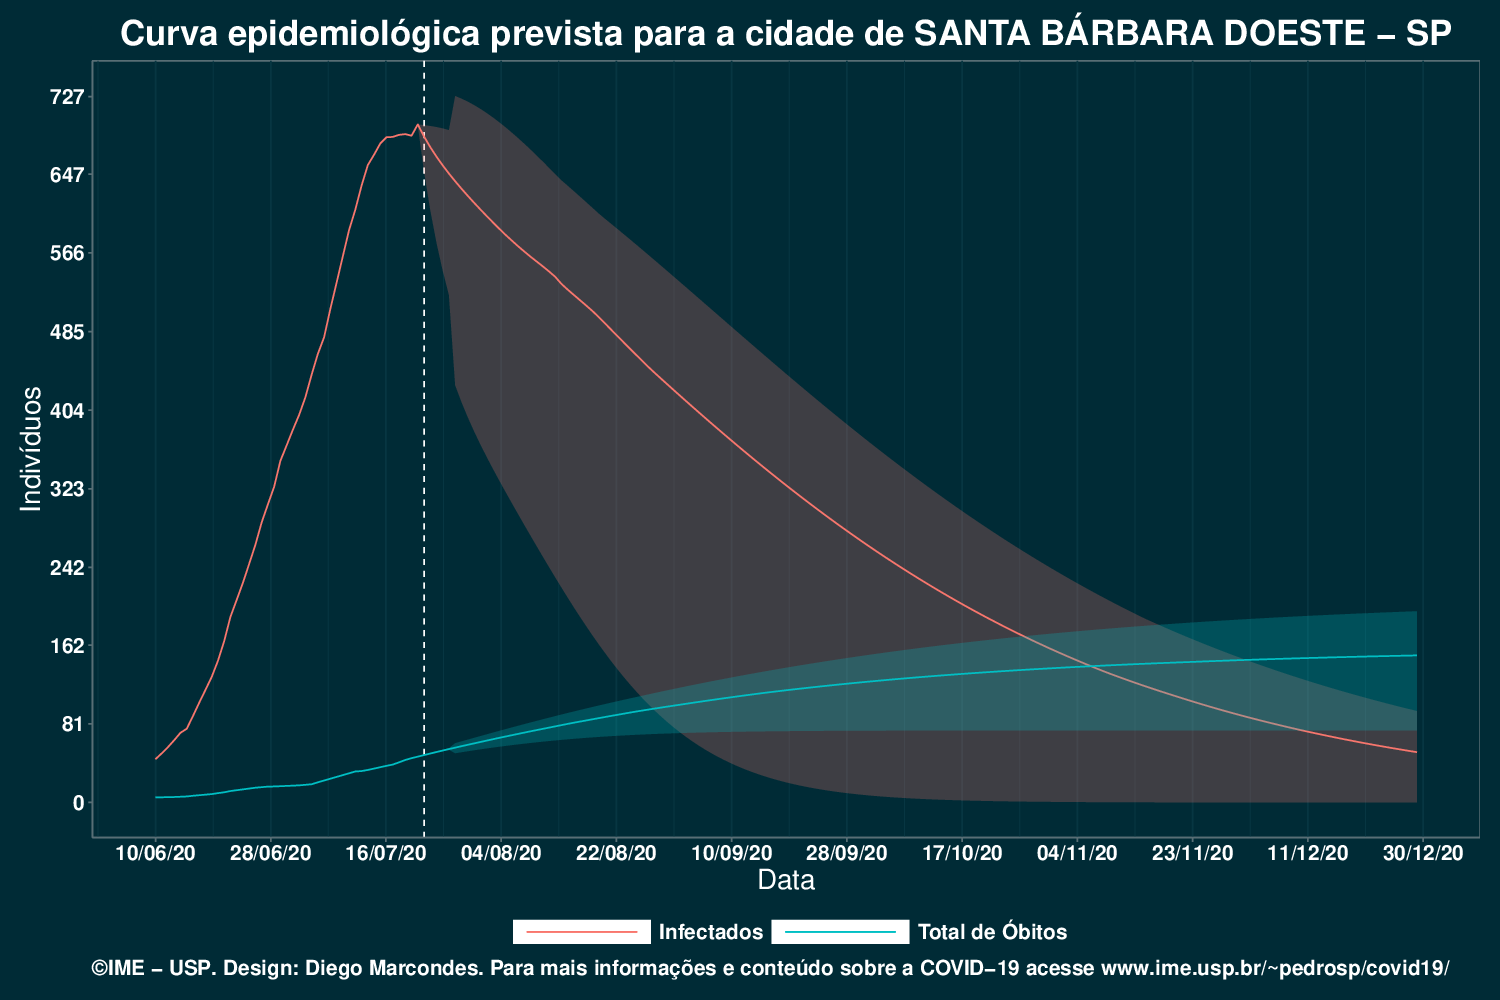 Curva epidemiológica prevista para a cidade de SANTA BÁRBARA DOESTE – SP
727
647
566
485
404
323
242
162
81
0
Indivíduos
10/06/20 28/06/20 16/07/20 04/08/20 22/08/20 10/09/20 28/09/20 17/10/20 04/11/20 23/11/20 11/12/20 30/12/20
Data
Infectados Total de Óbitos
©IME – USP. Design: Diego Marcondes. Para mais informações e conteúdo sobre a COVID–19 acesse www.ime.usp.br/~pedrosp/covid19/